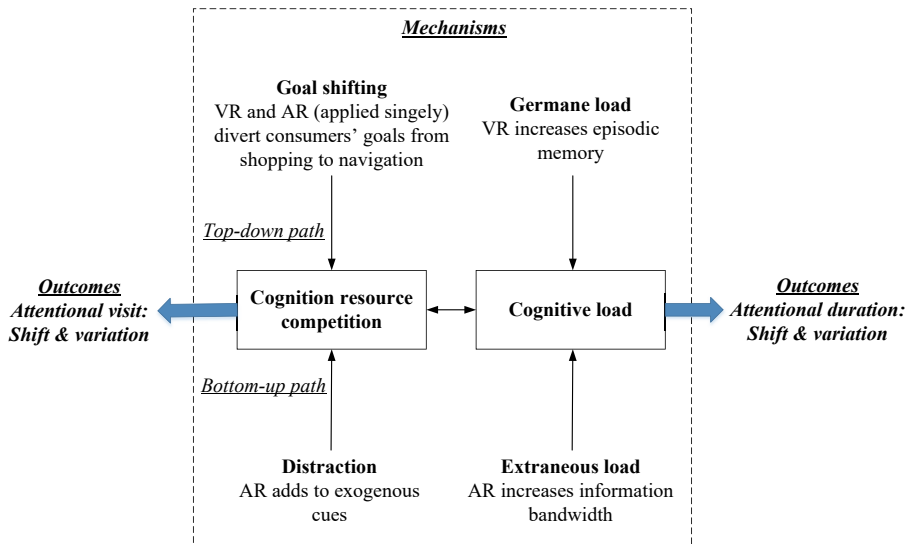 Mechanisms
Goal shifting
VR and AR (applied singely)
divert consumers’ goals from
shopping to navigation
Germane load
VR increases episodic
memory
Top-down path
Outcomes
Attentional visit:
Shift & variation
Cognition resource
competition
Cognitive load
Outcomes
Attentional duration:
Shift & variation
Bottom-up path
Distraction
AR adds to exogenous
cues
Extraneous load
AR increases information
bandwidth